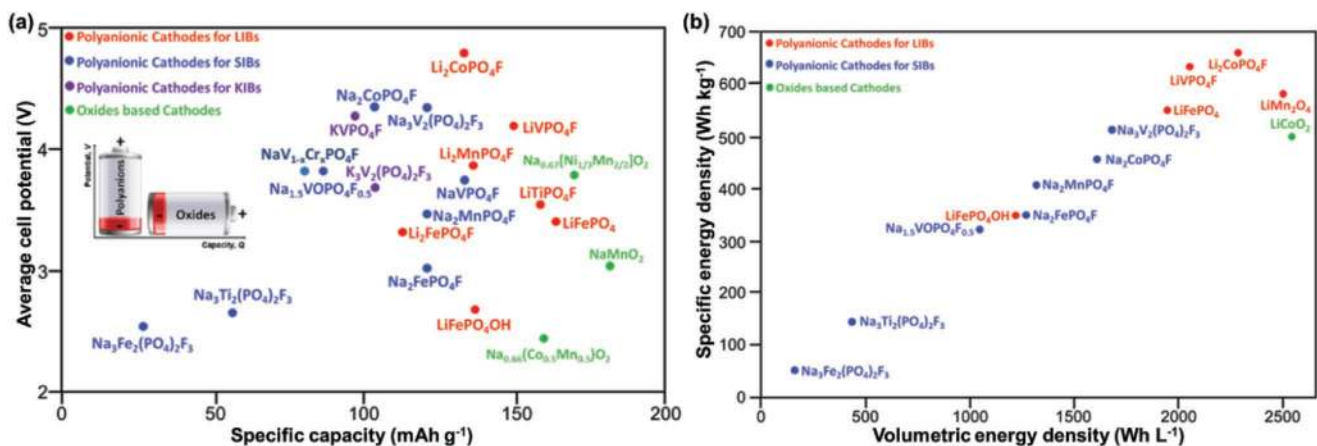 (a)
Polyanionic Cathodes for LIBs
Polyanionic Cathodes for SIBs
Polyanionic Cathodes for KIBs
Oxides based Cathodes
Average cell potential (V)
5
4
3
2
0
50
100
150
200
Specific capacity (mAh g⁻¹)
Li₂CoPO₄F
Na₂CoPO₄F
Na₃V₂(PO₄)₂F₃
KVPO₄F
LiVPO₄F
NaV₁₋ₓCrₓPO₄F
Li₂MnPO₄F
Na₀.₆₇(Ni₁/₃Mn₂/₃)O₂
K₃V₂(PO₄)₂F₃
Na₁.₅VOPO₄F₀.₅
NaVPO₄F
LiTiPO₄F
Na₂MnPO₄F
LiFePO₄
Li₂FePO₄F
NaMnO₂
Na₂FePO₄F
Na₃Ti₂(PO₄)₂F₃
LiFePO₄OH
Na₃Fe₂(PO₄)₂F₃
Na₀.₆₆(Co₀.₅Mn₀.₅)O₂
Potential, V
+
Polyanions
-
-
Oxides
+
Capacity, Q
(b)
Polyanionic Cathodes for LIBs
Polyanionic Cathodes for SIBs
Oxides based Cathodes
Specific energy density (Wh kg⁻¹)
700
600
500
400
300
200
100
0
0
500
1000
1500
2000
2500
Volumetric energy density (Wh L⁻¹)
Li₂CoPO₄F
LiVPO₄F
LiMn₂O₄
LiFePO₄
LiCoO₂
Na₃V₂(PO₄)₂F₃
Na₂CoPO₄F
Na₂MnPO₄F
LiFePO₄OH
Na₂FePO₄F
Na₁.₅VOPO₄F₀.₅
Na₃Ti₂(PO₄)₂F₃
Na₃Fe₂(PO₄)₂F₃